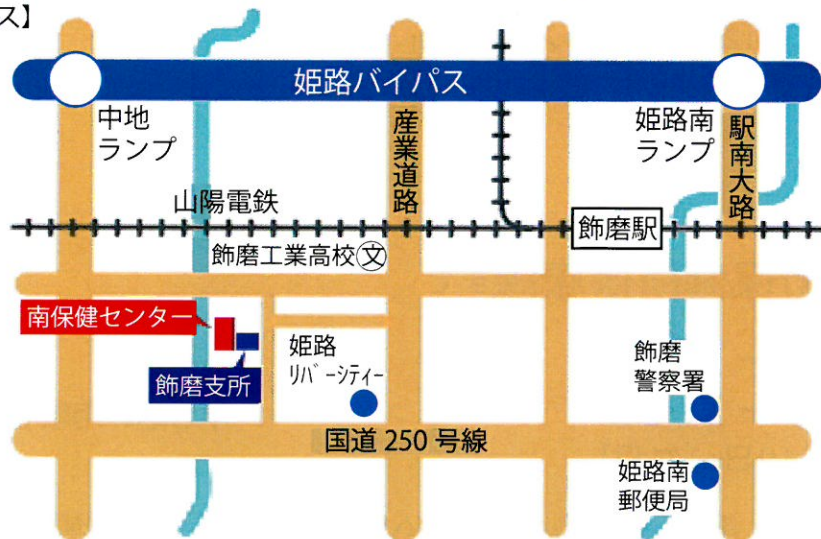 ス】
姫路バイパス
中地
ランプ
産業道路
姫路南
ランプ
駅南大路
山陽電鉄
飾磨駅
飾磨工業高校文
南保健センター
飾磨支所
姫路
ﾘﾊﾞｰｼﾃｨｰ
飾磨
警察署
国道250号線
姫路南
郵便局